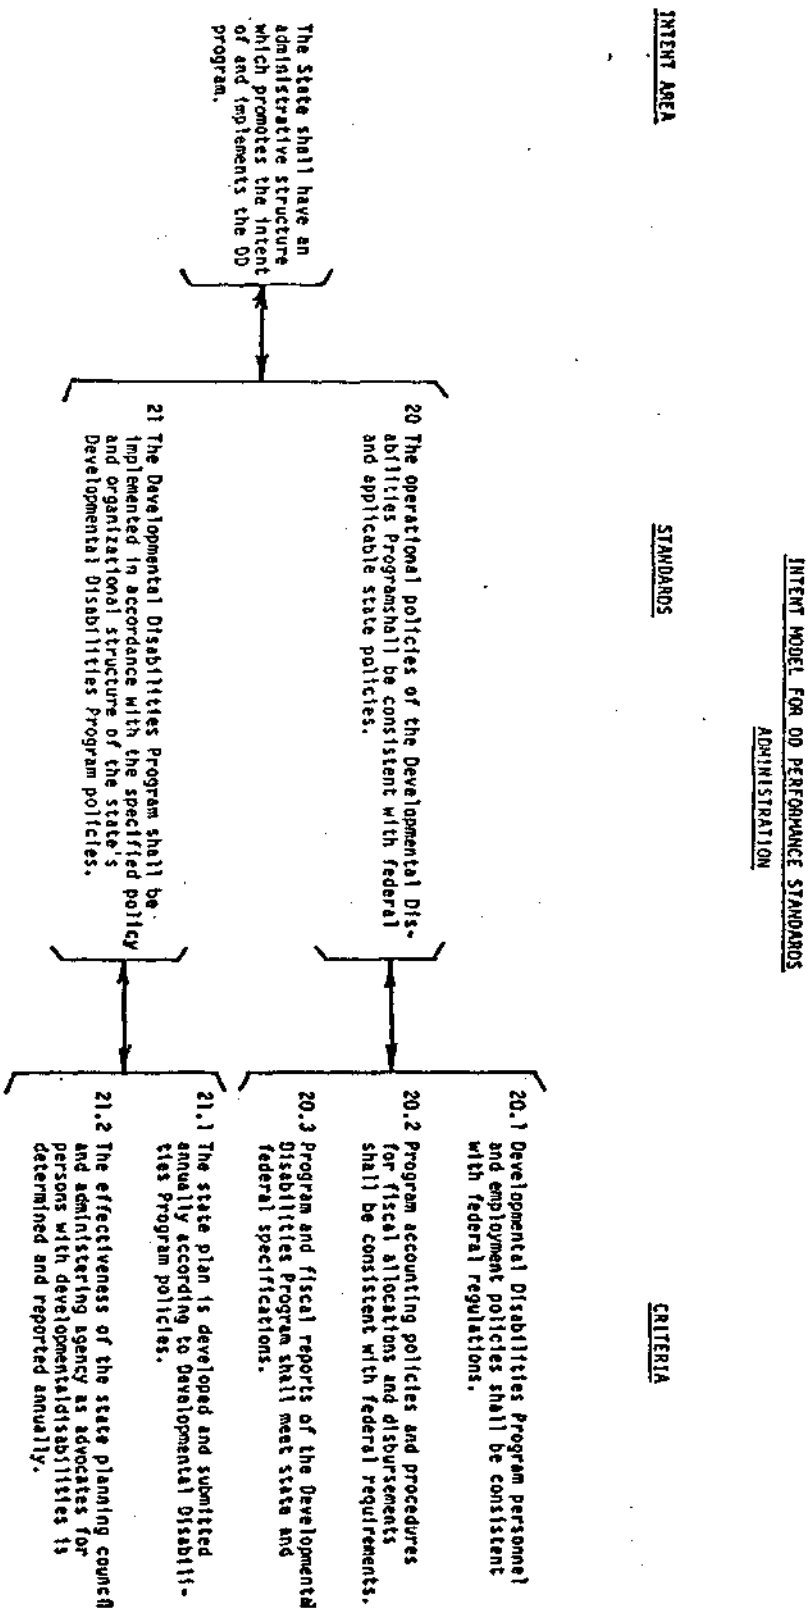 INTENT MODEL FOR DD PERFORMANCE STANDARDS
ADMINISTRATION
INTENT AREA
STANDARDS
CRITERIA
The State shall have an
administrative structure
which promotes the intent
of and implements the DD
program.
20 The operational policies of the Developmental Dis-
abilities Programshall be consistent with federal
and applicable state policies.
21 The Developmental Disabilities Program shall be
implemented in accordance with the specified policy
and organizational structure of the state's
Developmental Disabilities Program policies.
20.1 Developmental Disabilities Program personnel
and employment policies shall be consistent
with federal regulations.
20.2 Program accounting policies and procedures
for fiscal allocations and disbursements
shall be consistent with federal requirements.
20.3 Program and fiscal reports of the Developmental
Disabilities Program shall meet state and
federal specifications.
21.1 The state plan is developed and submitted
annually according to Developmental Disabili-
ties Program policies.
21.2 The effectiveness of the state planning council
and administering agency as advocates for
persons with developmentaldisabilities is
determined and reported annually.